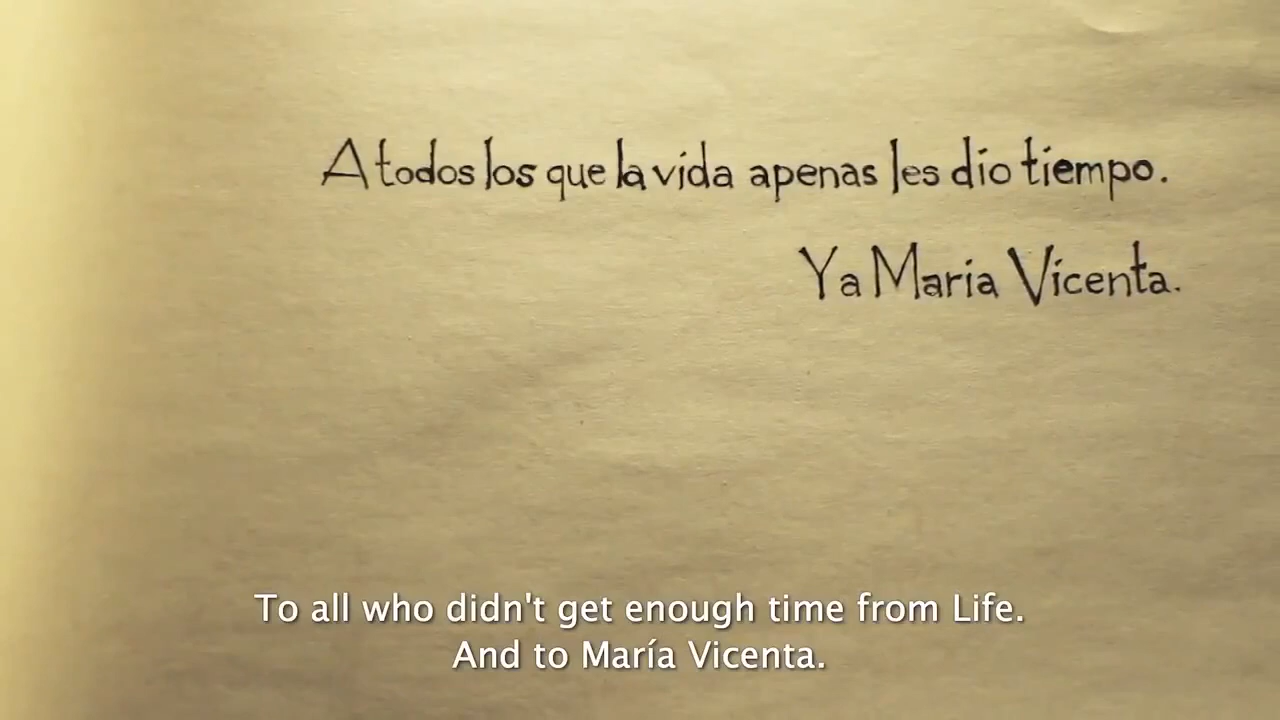 A todos los que la vida apenas les dio tiempo.
Y a Maria Vicenta.
To all who didn't get enough time from Life.
And to María Vicenta.